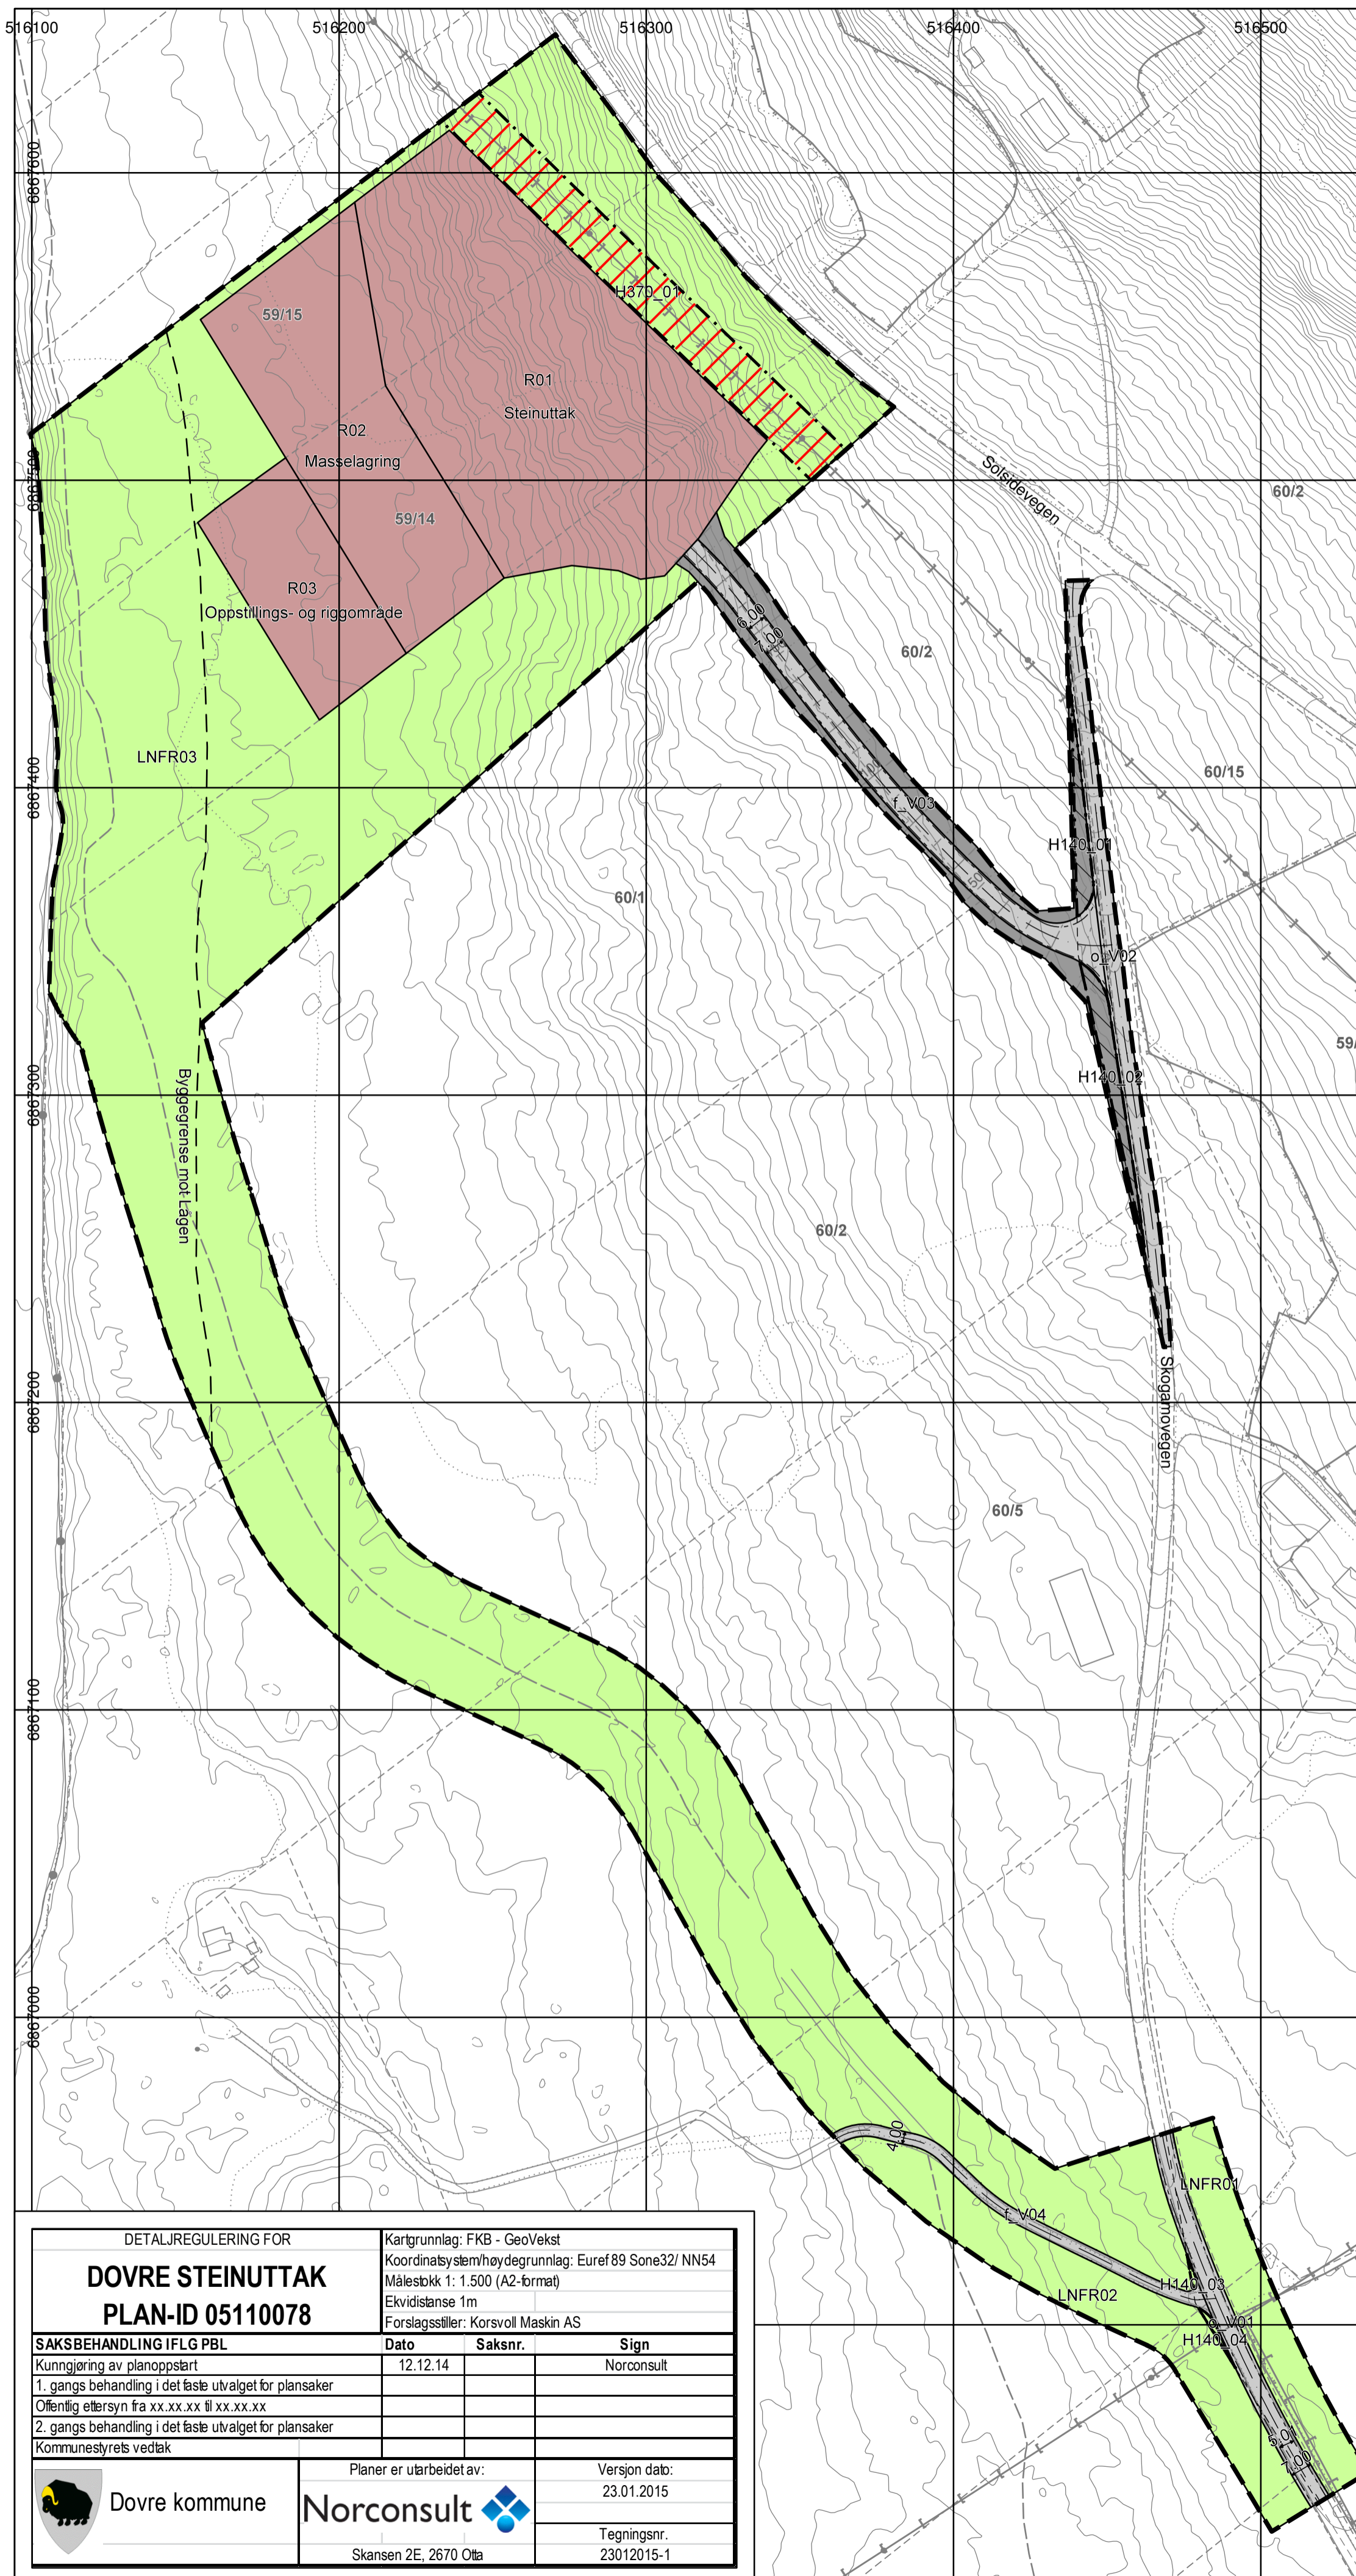 516100 516200 516300 516400 516500
6867600
H370_01
59/15
R01
Steinuttak
R02
Masselagring
Solsidevegen
6867500
60/2
59/14
R03
Oppstillings- og riggområde
6.00
7.00
60/2
LNFR03
100
60/15
6867400
f_V03
H140_01
50
60/1
o_V02
59/
H140_02
6867300
Byggegrense mot Lågen
60/2
Skogamovegen
6867200
60/5
6867100
6867000
4.00
LNFR01
f_V04
H140_03
LNFR02
o_V01
H140_04
5.01
7.00
DETALJREGULERING FOR
DOVRE STEINUTTAK
PLAN-ID 05110078
Kartgrunnlag: FKB - GeoVekst
Koordinatsystem/høydegrunnlag: Euref 89 Sone32/ NN54
Målestokk 1: 1.500 (A2-format)
Ekvidistanse 1m
Forslagsstiller: Korsvoll Maskin AS
SAKSBEHANDLING IFLG PBL Dato Saksnr. Sign
Kunngjøring av planoppstart 12.12.14 Norconsult
1. gangs behandling i det faste utvalget for plansaker
Offentlig ettersyn fra xx.xx.xx til xx.xx.xx
2. gangs behandling i det faste utvalget for plansaker
Kommunestyrets vedtak
Dovre kommune
Planer er utarbeidet av:
Norconsult
Skansen 2E, 2670 Otta
Versjon dato:
23.01.2015
Tegningsnr.
23012015-1